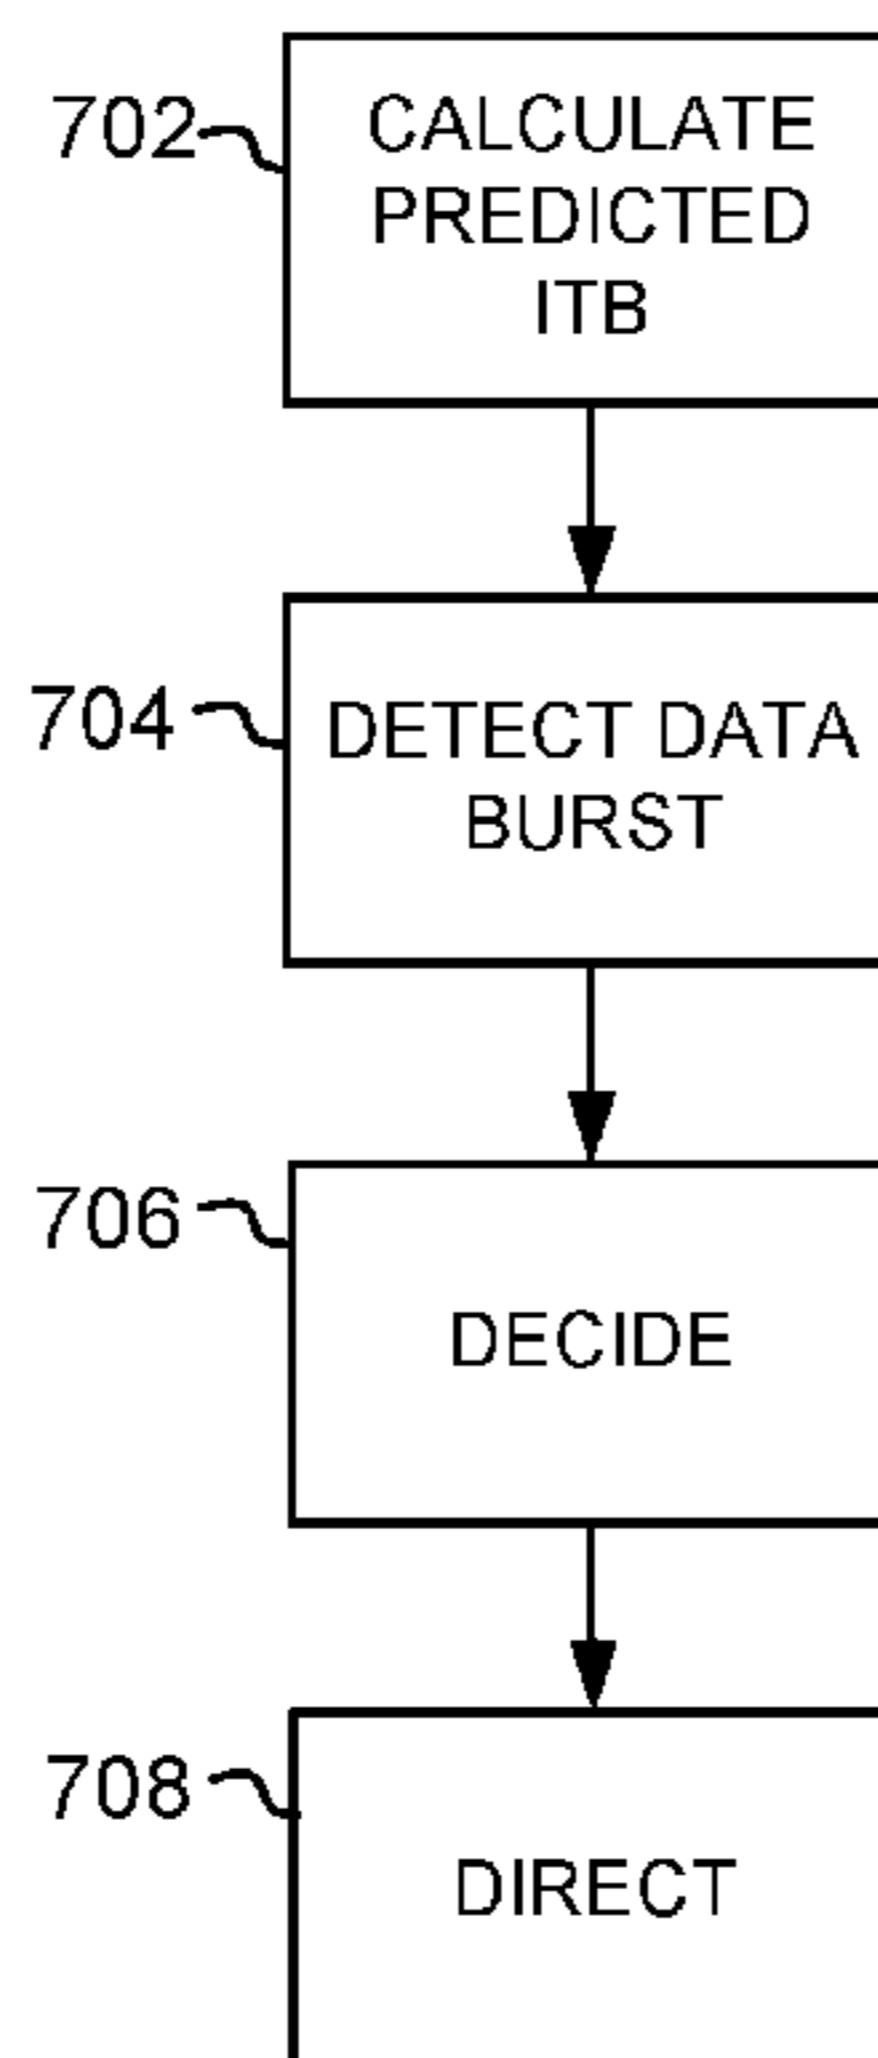 702
CALCULATE
PREDICTED
ITB
704
DETECT DATA
BURST
706
DECIDE
708
DIRECT